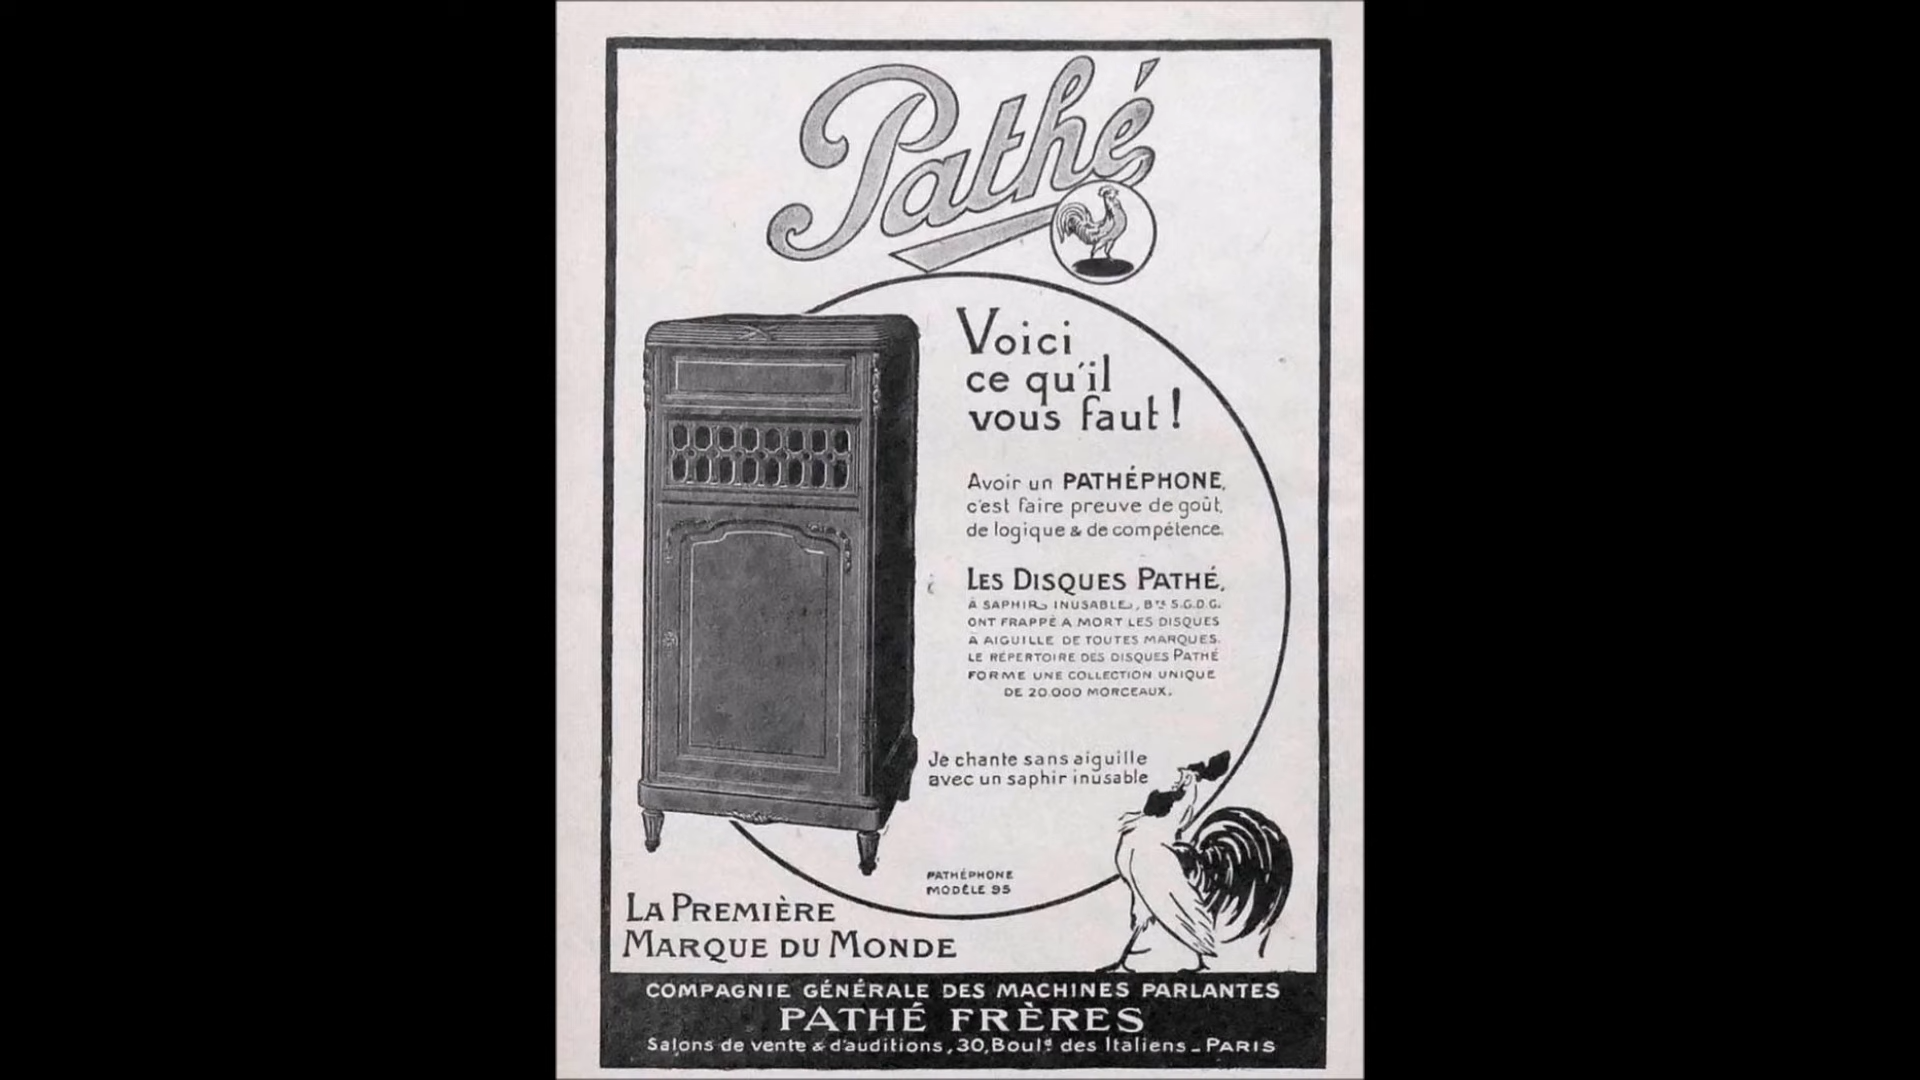 Pathé
Voici
ce qu'il
vous faut!
Avoir un PATHÉPHONE,
c'est faire preuve de goût,
de logique & de compétence.
LES DISQUES PATHÉ,
À SAPHIRS INUSABLES, Btés S.G.D.G.
ONT FRAPPÉ A MORT LES DISQUES
A AIGUILLE DE TOUTES MARQUES.
LE RÉPERTOIRE DES DISQUES PATHÉ
FORME UNE COLLECTION UNIQUE
DE 20.000 MORCEAUX.
Je chante sans aiguille
avec un saphir inusable
PATHÉPHONE
MODÈLE 95
LA PREMIÈRE
MARQUE DU MONDE
COMPAGNIE GÉNÉRALE DES MACHINES PARLANTES
PATHÉ FRÈRES
Salons de vente & d'auditions, 30, Boulᵈ des Italiens - PARIS